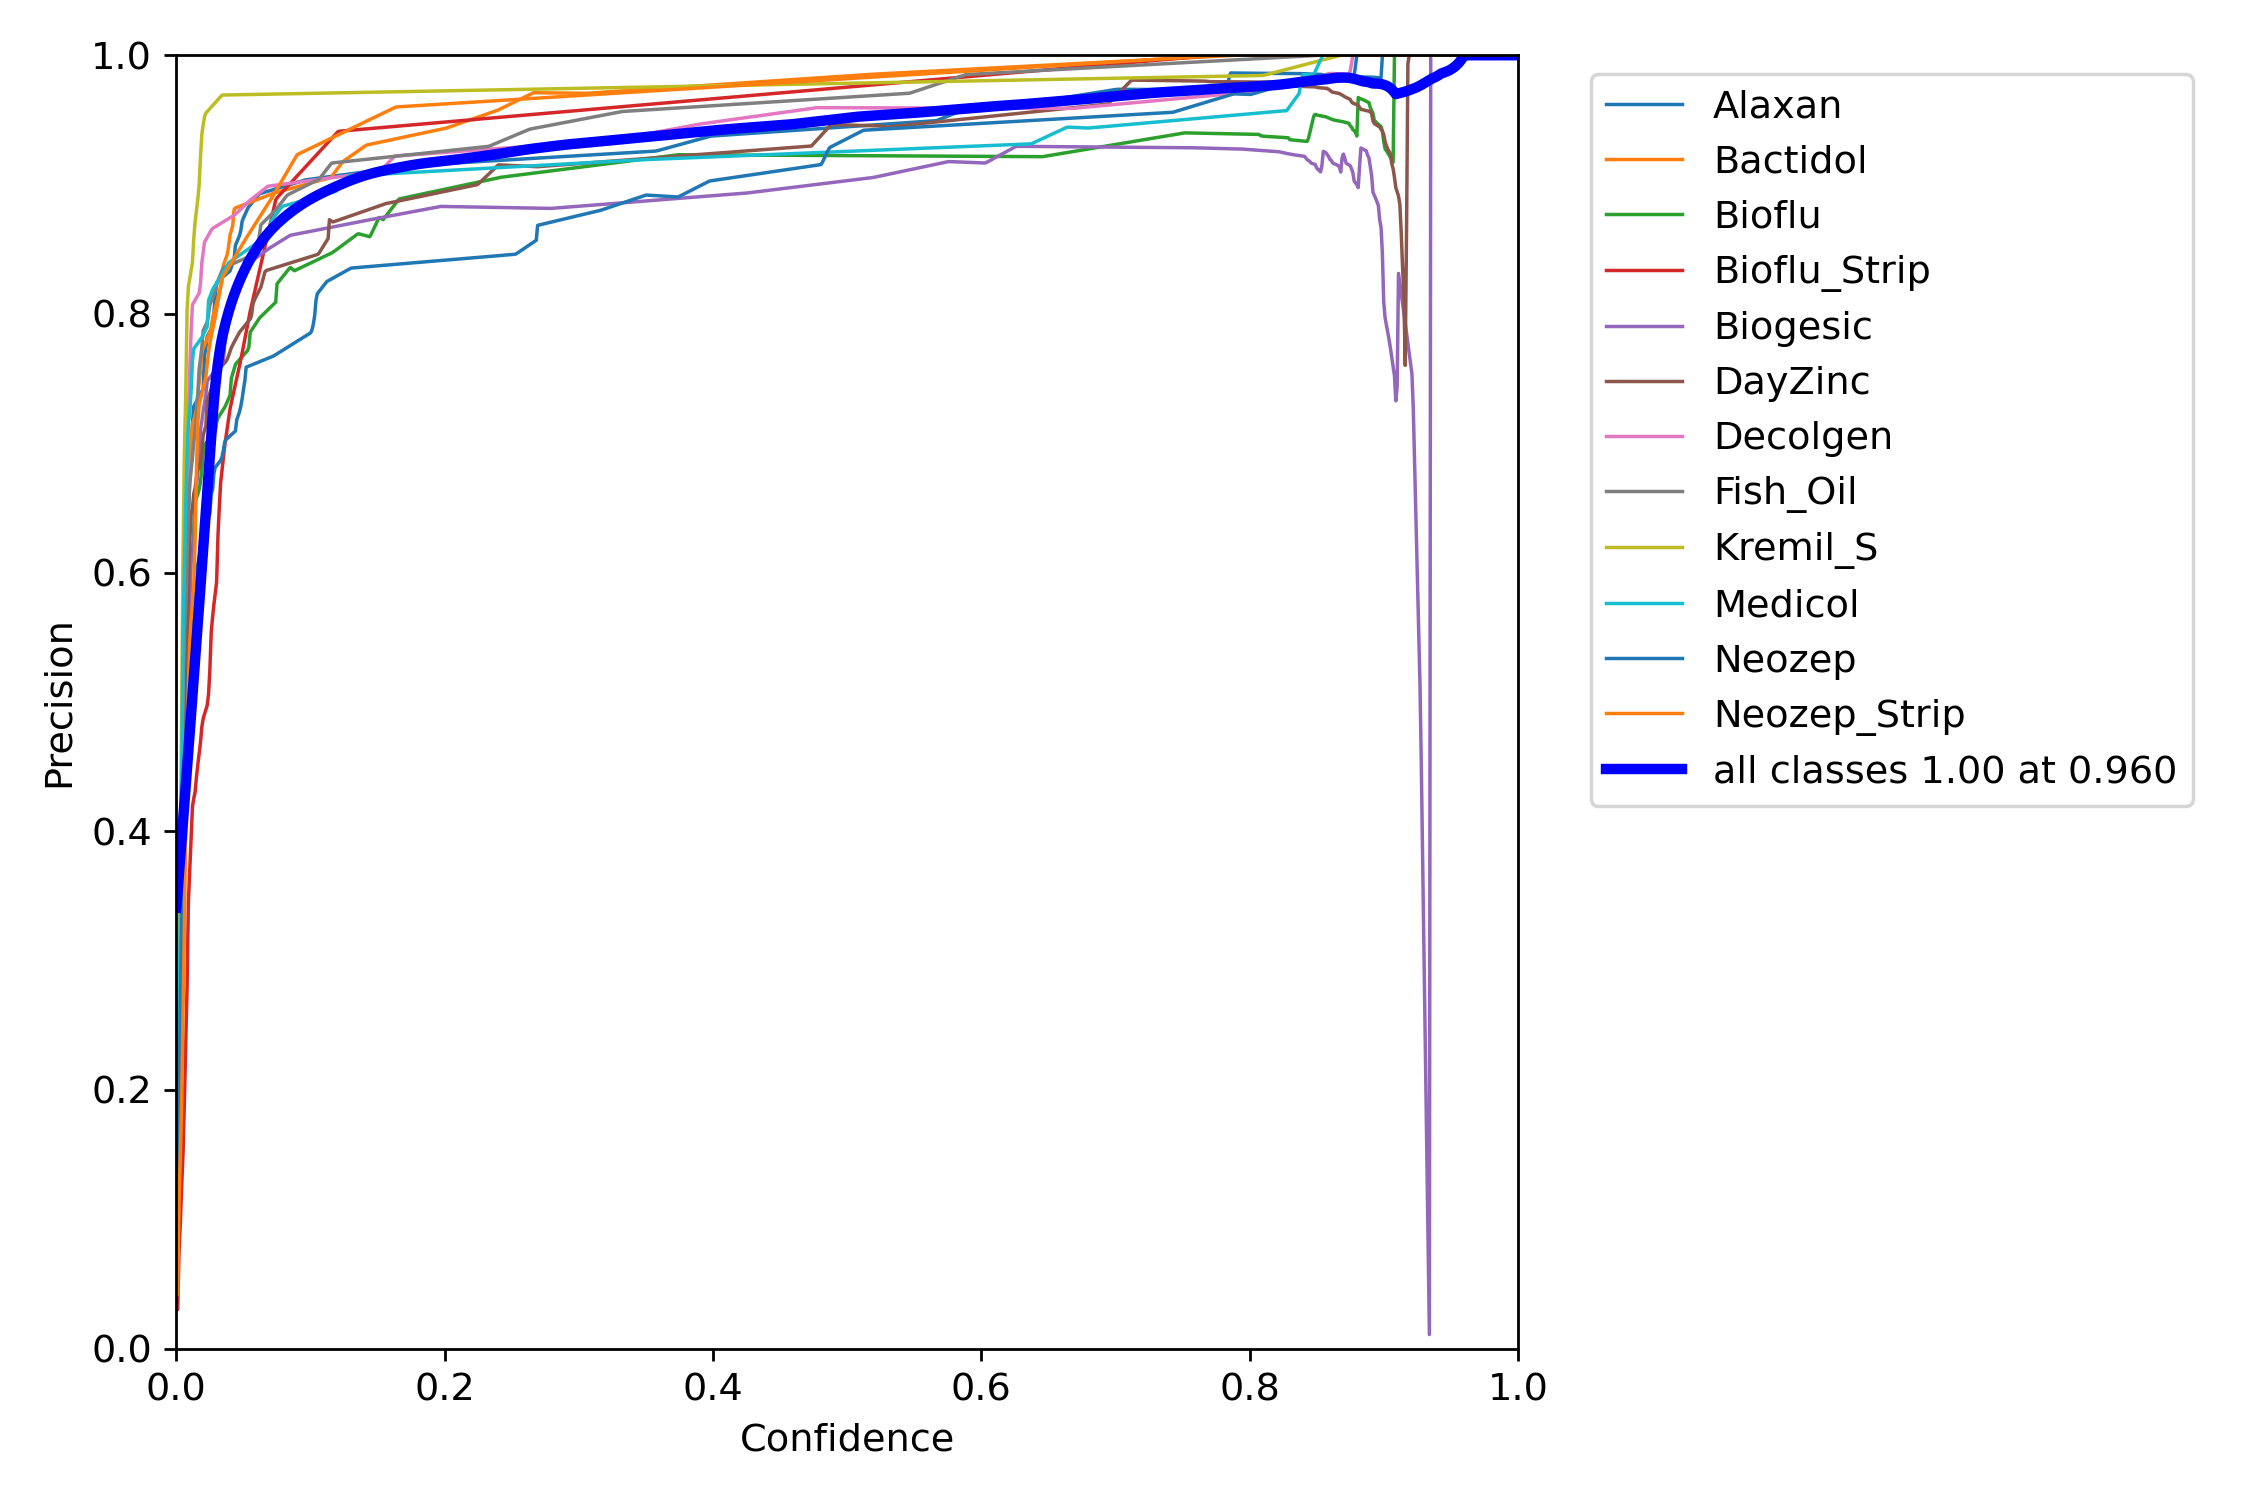 1.0
0.8
0.6
0.4
0.2
0.0
0.0 0.2 0.4 0.6 0.8 1.0
Precision
Confidence
Alaxan
Bactidol
Bioflu
Bioflu_Strip
Biogesic
DayZinc
Decolgen
Fish_Oil
Kremil_S
Medicol
Neozep
Neozep_Strip
all classes 1.00 at 0.960